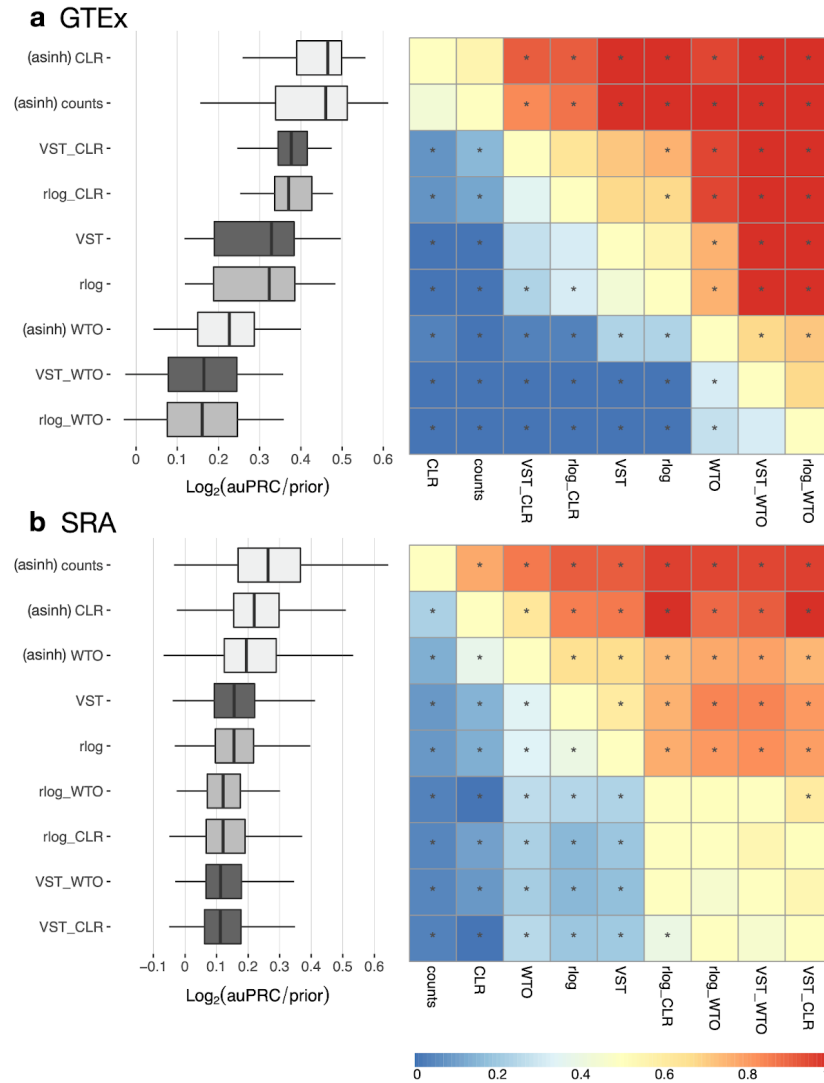 a GTEx
(asinh) CLR
(asinh) counts
VST_CLR
rlog_CLR
VST
rlog
(asinh) WTO
VST_WTO
rlog_WTO
0 0.1 0.2 0.3 0.4 0.5 0.6
Log₂(auPRC/prior)
* * * * * * *
* * * * * * *
* * * * * *
* * * * * *
* * * * *
* * * * * * *
* * * * * * * *
* * * * * * *
* * * * * * *
CLR counts VST_CLR rlog_CLR VST rlog WTO VST_WTO rlog_WTO
b SRA
(asinh) counts
(asinh) CLR
(asinh) WTO
VST
rlog
rlog_WTO
rlog_CLR
VST_WTO
VST_CLR
−0.1 0 0.1 0.2 0.3 0.4 0.5 0.6
Log₂(auPRC/prior)
* * * * * * * *
* * * * * * * *
* * * * * * * *
* * * * * * * *
* * * * * * * *
* * * * * *
* * * * *
* * * * *
* * * * * *
counts CLR WTO rlog VST rlog_CLR rlog_WTO VST_WTO VST_CLR
0 0.2 0.4 0.6 0.8